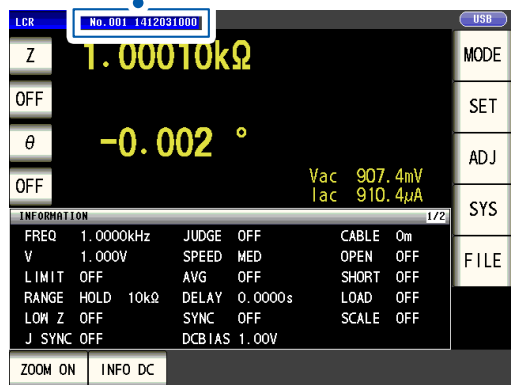 LCR No.001 1412031000 USB
Z 1.00010kΩ MODE
OFF SET
θ -0.002 ° ADJ
OFF Vac 907.4mV
Iac 910.4μA SYS
INFORMATION 1/2
FREQ 1.0000kHz JUDGE OFF CABLE 0m
V 1.000V SPEED MED OPEN OFF FILE
LIMIT OFF AVG OFF SHORT OFF
RANGE HOLD 10kΩ DELAY 0.0000s LOAD OFF
LOW Z OFF SYNC OFF SCALE OFF
J SYNC OFF DCBIAS 1.00V
ZOOM ON INFO DC